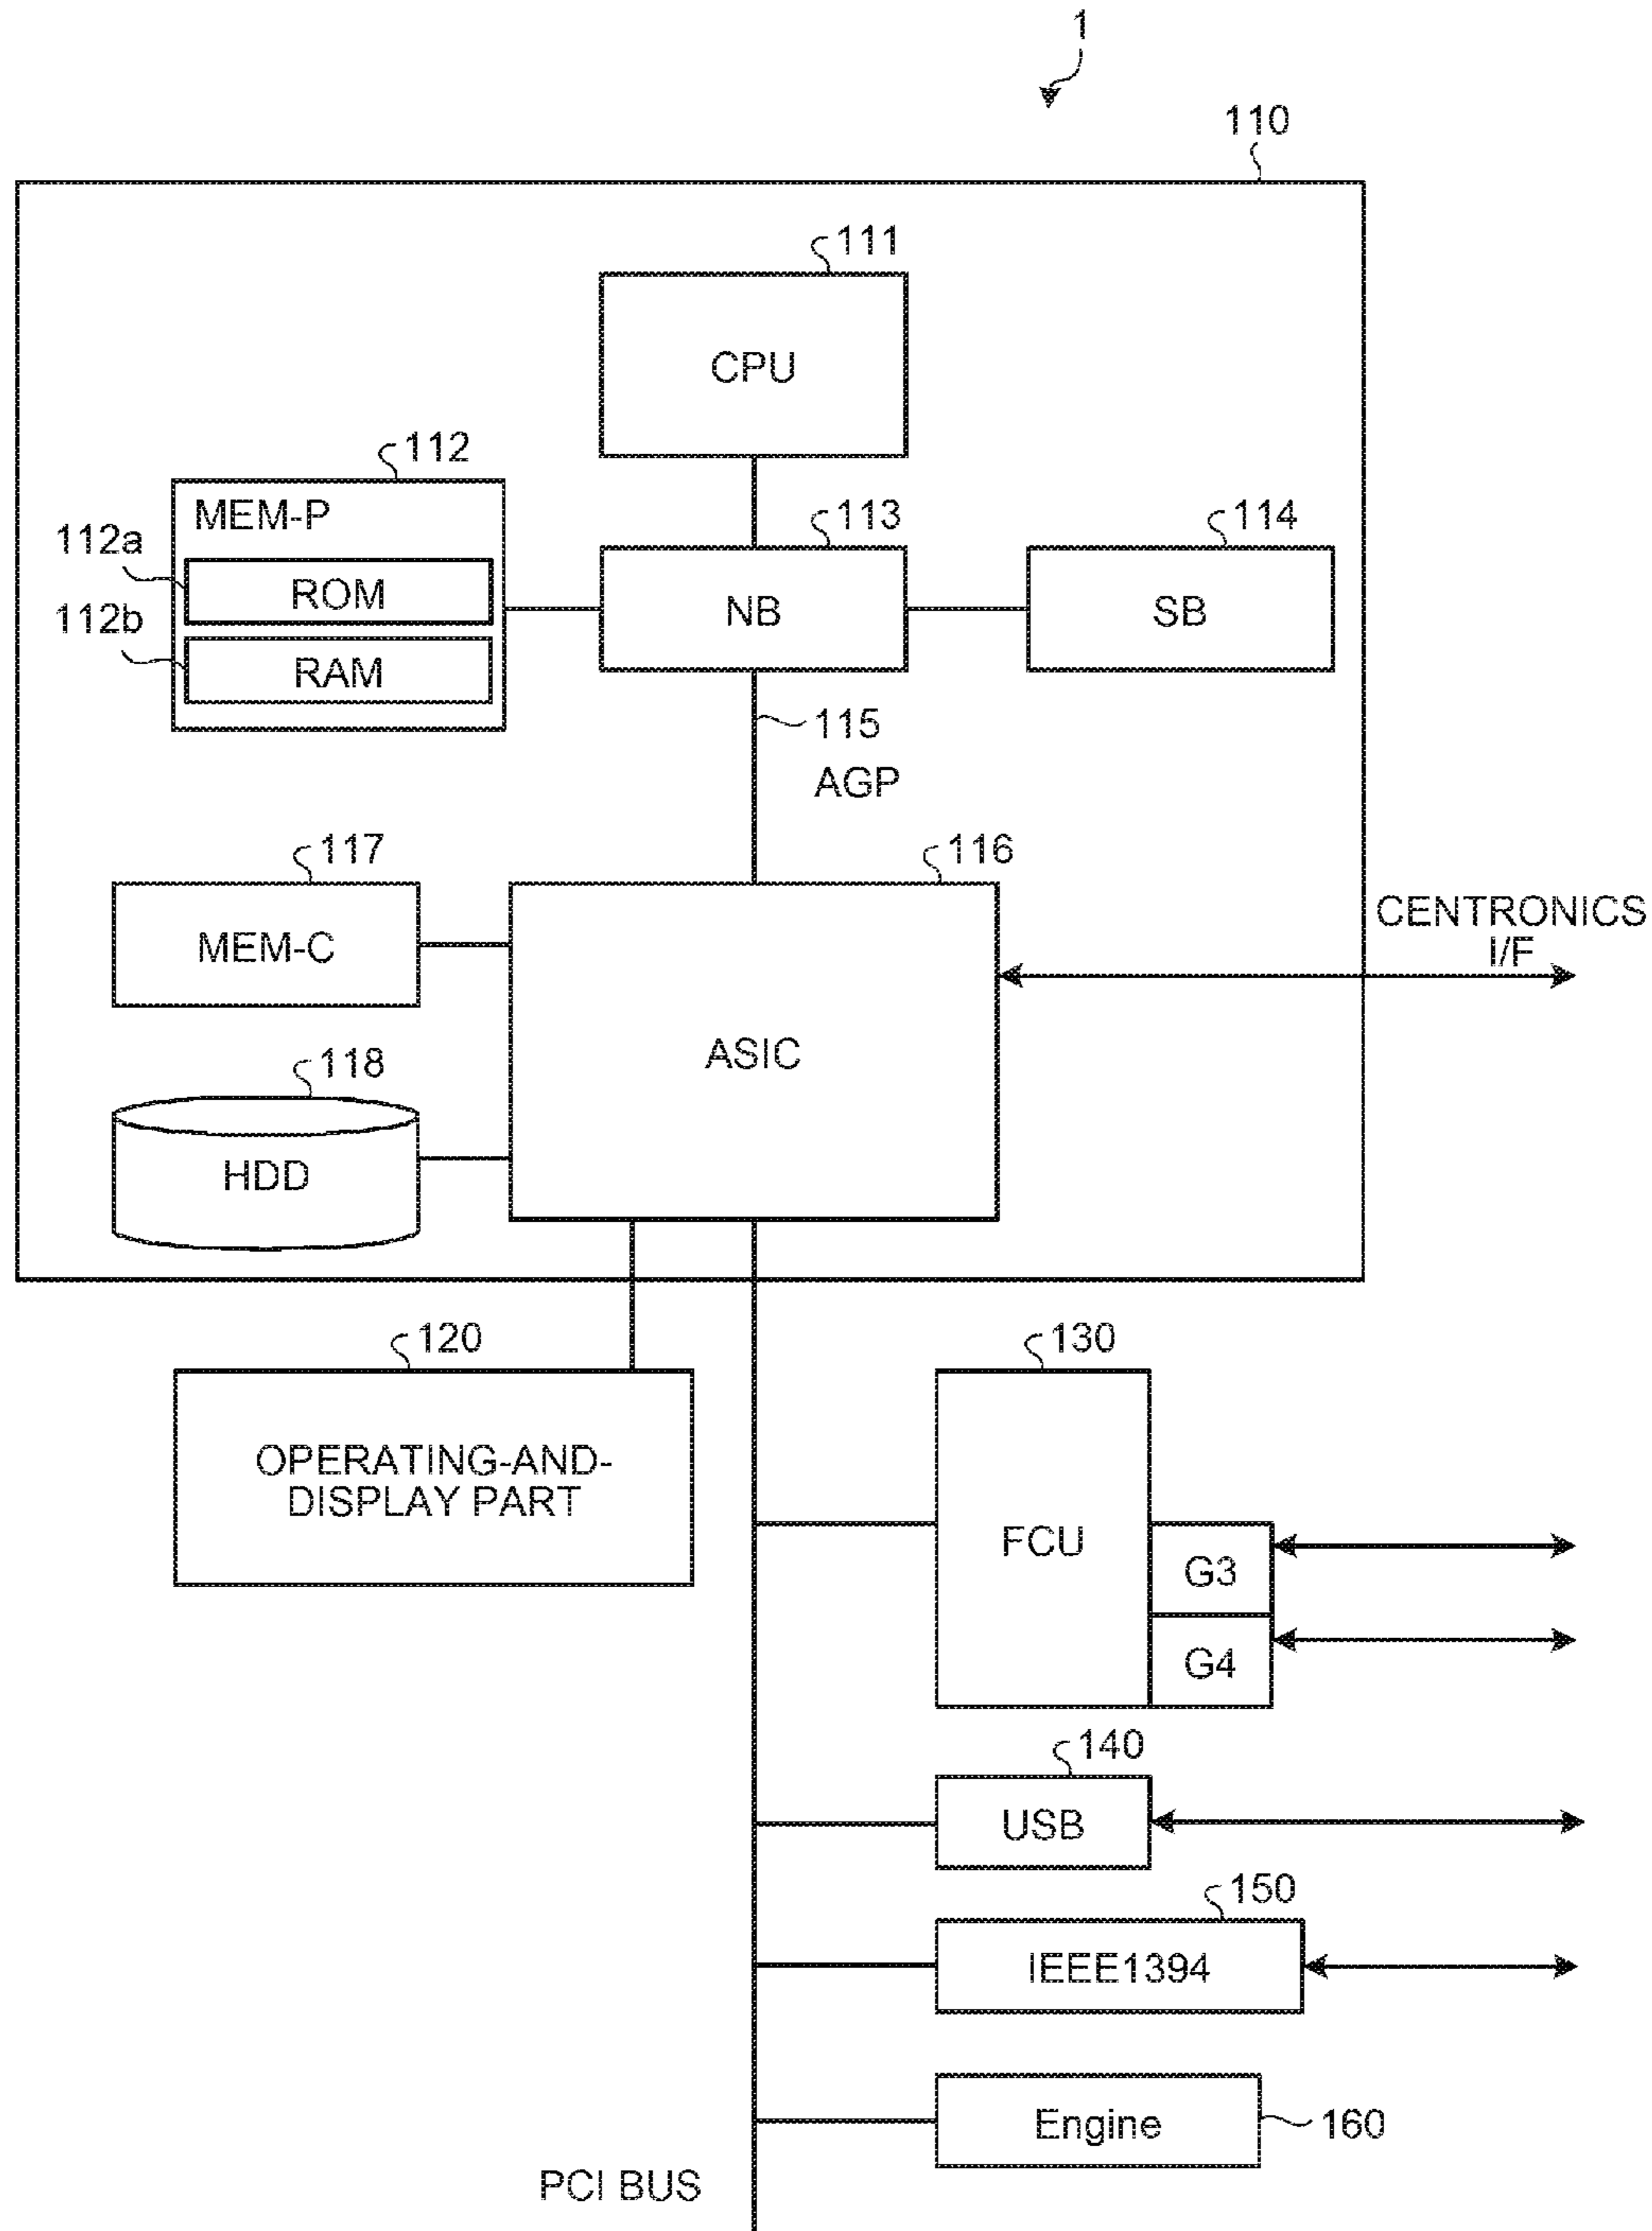 1
110
111
CPU
112
MEM-P
112a
ROM
112b
RAM
113
NB
114
SB
115
AGP
117
MEM-C
116
ASIC
CENTRONICS
I/F
118
HDD
120
OPERATING-AND-
DISPLAY PART
130
FCU
G3
G4
140
USB
150
IEEE1394
Engine
160
PCI BUS